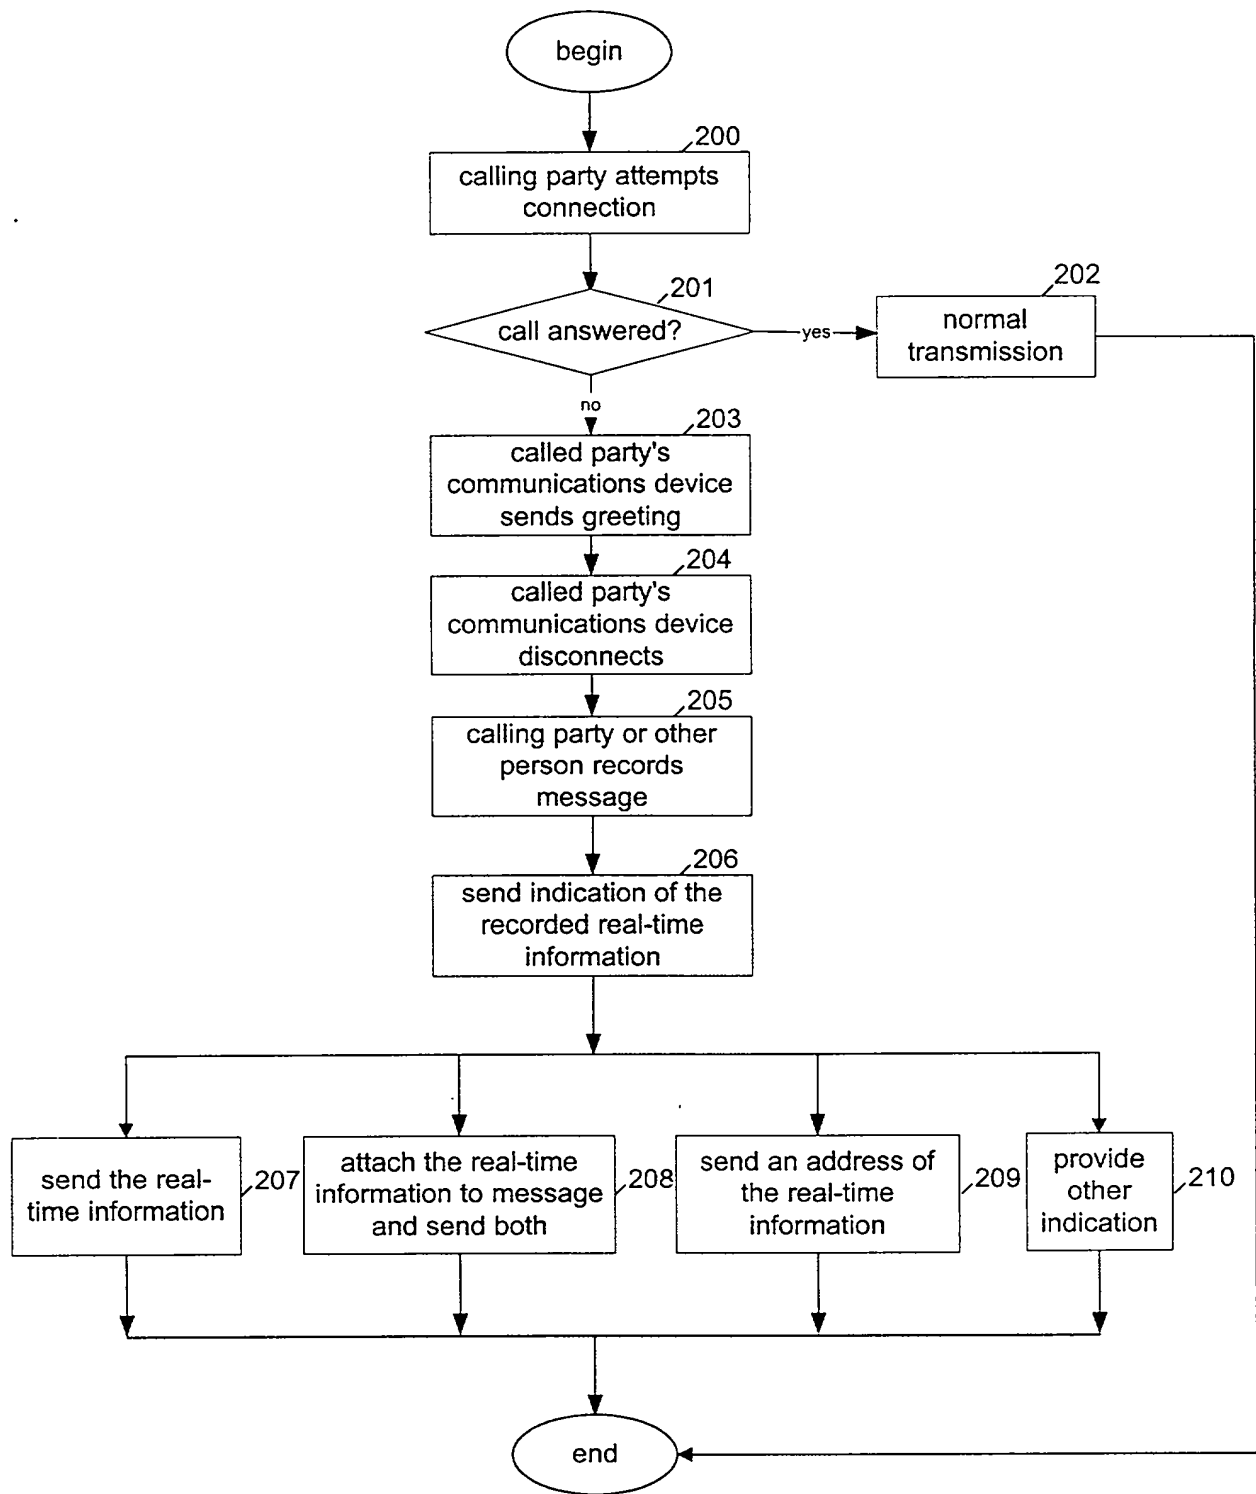 begin
200
calling party attempts
connection
201
call answered?
yes
202
normal
transmission
no
203
called party's
communications device
sends greeting
204
called party's
communications device
disconnects
205
calling party or other
person records
message
206
send indication of the
recorded real-time
information
send the real-
time information
207
attach the real-time
information to message
and send both
208
send an address of
the real-time
information
209
provide
other
indication
210
end